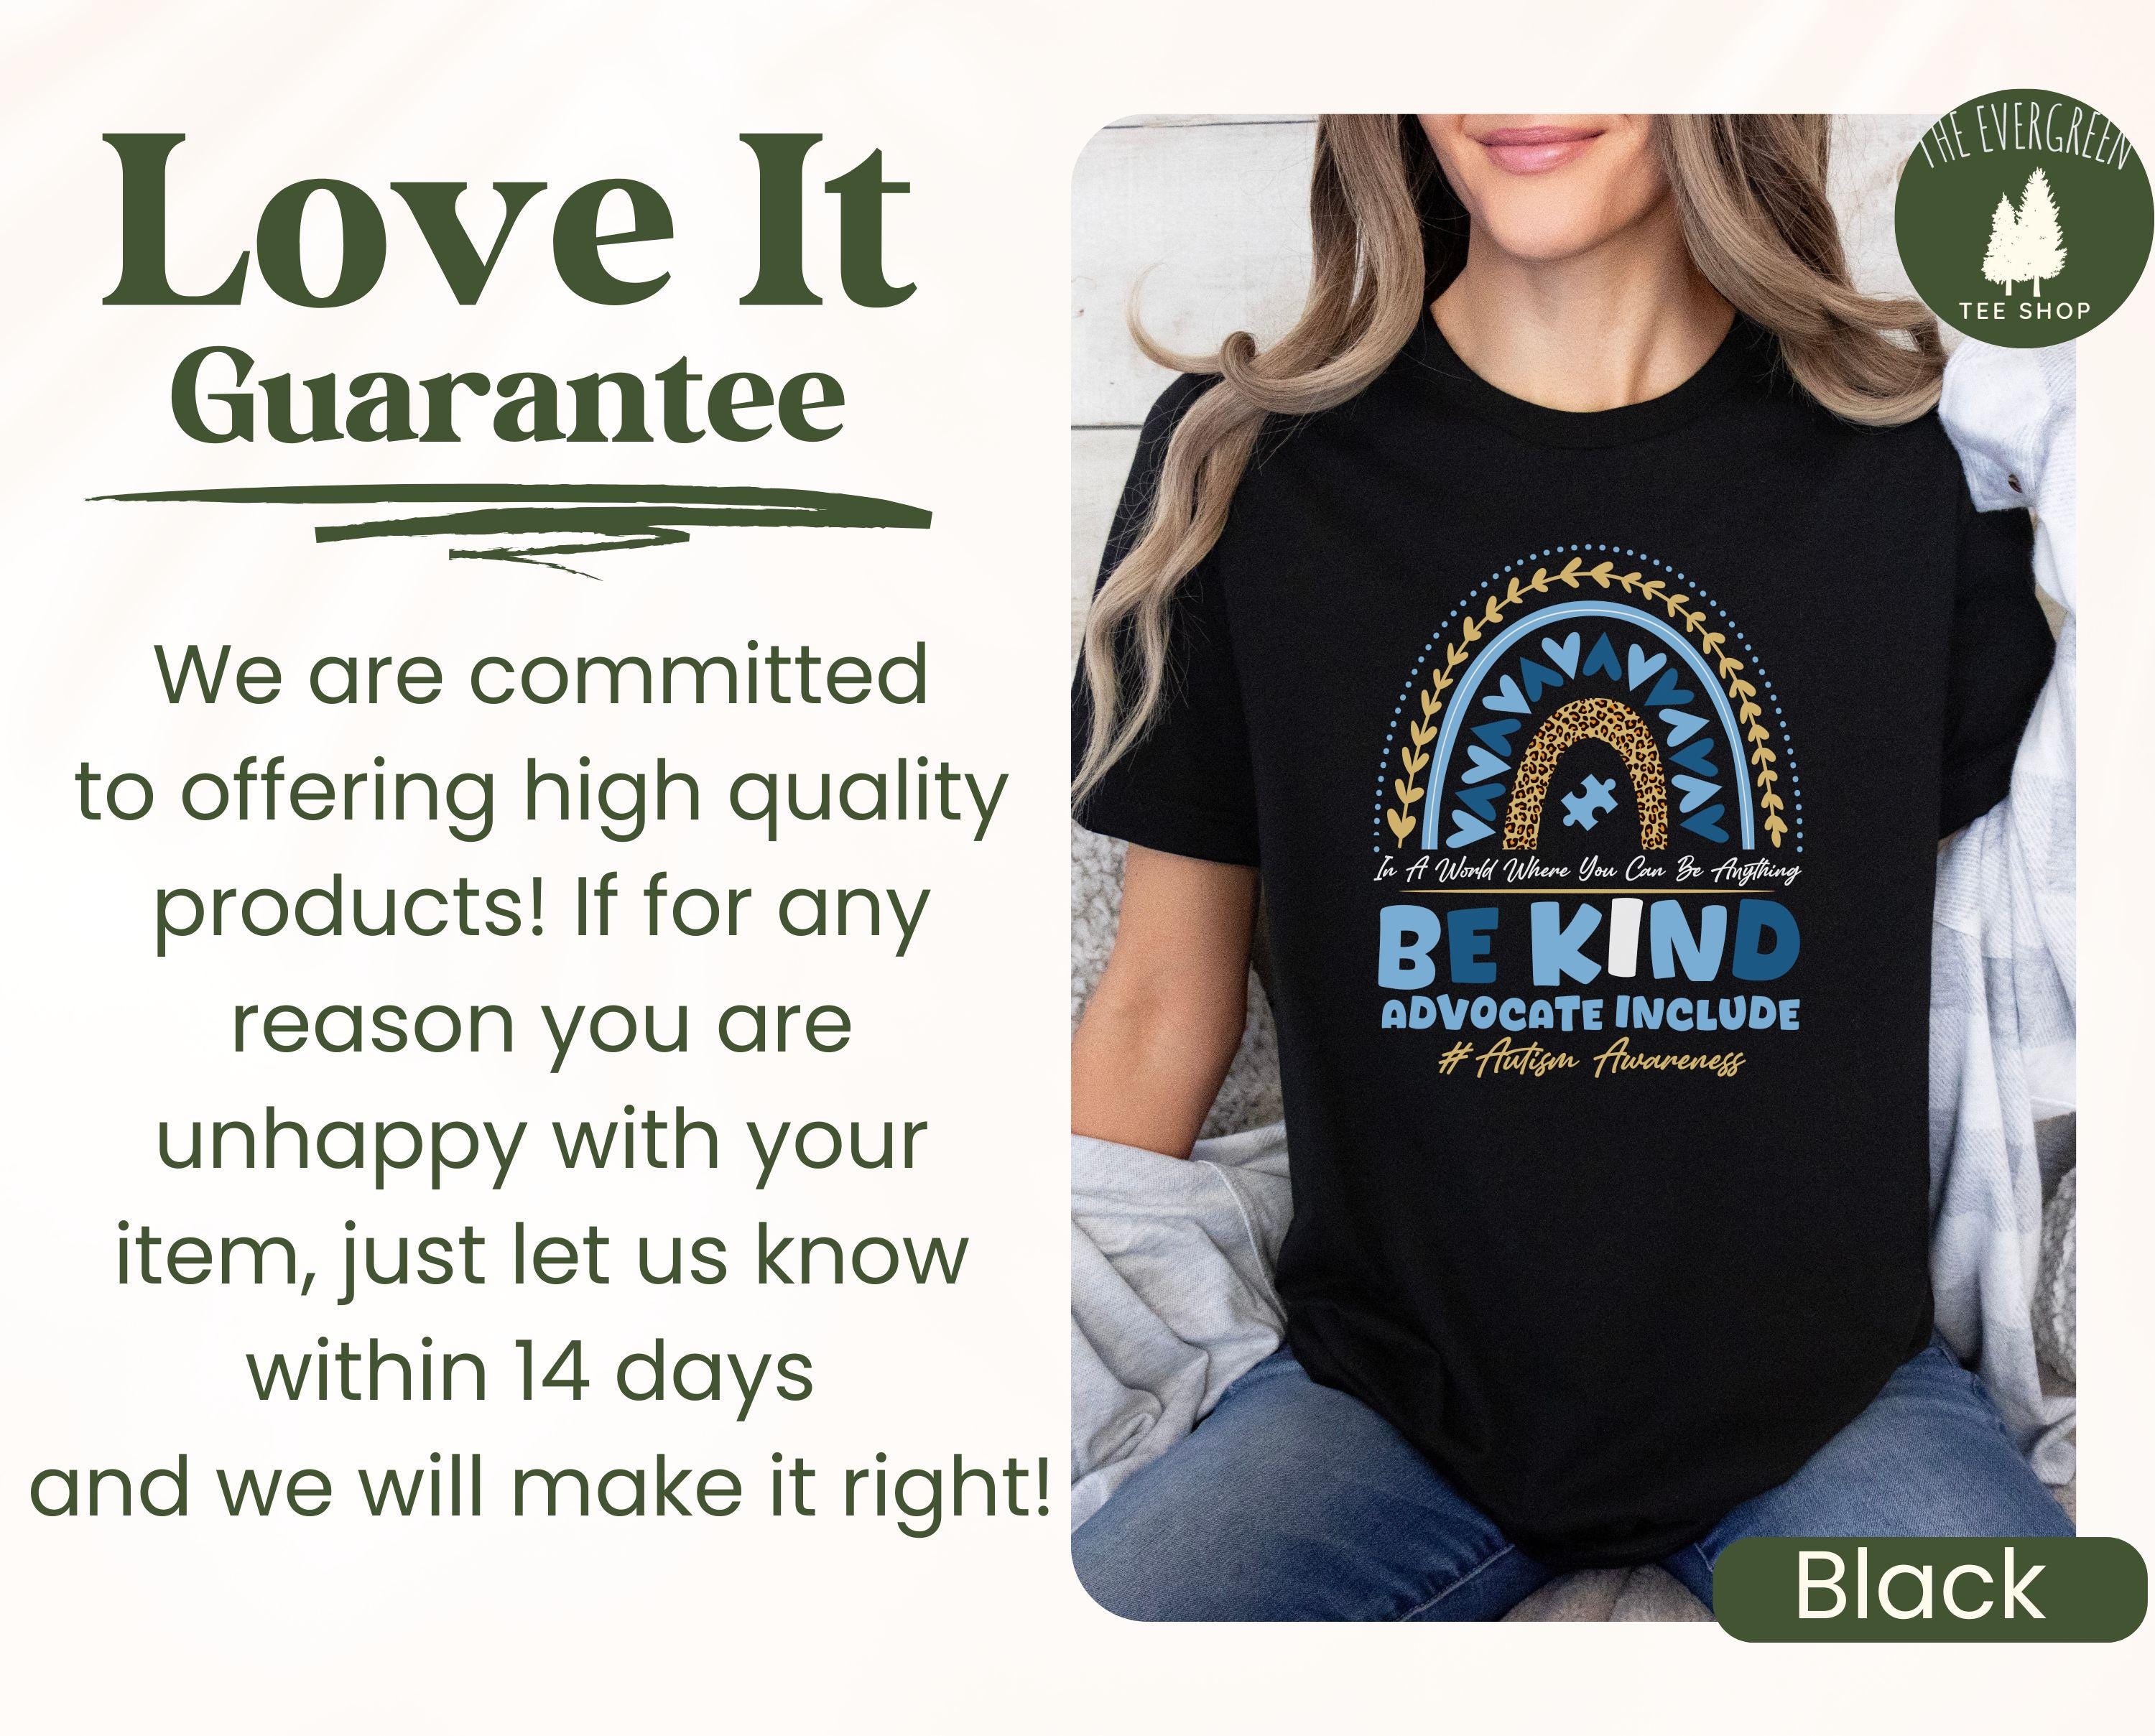 Love It
Guarantee
We are committed
to offering high quality
products! If for any
reason you are
unhappy with your
item, just let us know
within 14 days
and we will make it right!
THE EVERGREEN
TEE SHOP
In A World Where You Can Be Anything
BE KIND
ADVOCATE INCLUDE
# Autism Awareness
Black